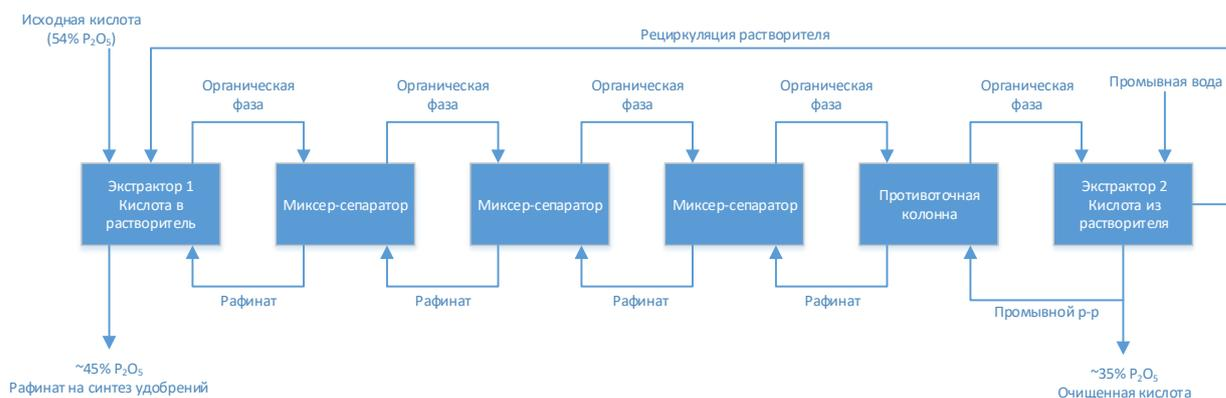 Исходная кислота
(54% P₂O₅)
Рециркуляция растворителя
Органическая
фаза
Органическая
фаза
Органическая
фаза
Органическая
фаза
Органическая
фаза
Промывная вода
Экстрактор 1
Кислота в
растворитель
Миксер-сепаратор
Миксер-сепаратор
Миксер-сепаратор
Противоточная
колонна
Экстрактор 2
Кислота из
растворителя
Рафинат
Рафинат
Рафинат
Рафинат
Промывной р-р
~45% P₂O₅
Рафинат на синтез удобрений
~35% P₂O₅
Очищенная кислота